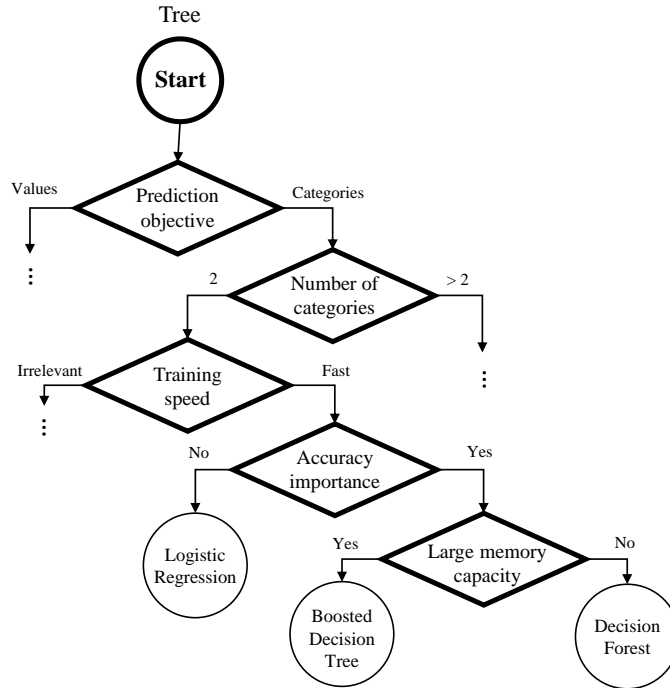 Tree
Start
Values
Prediction
objective
Categories
⋮
2
Number of
categories
> 2
Irrelevant
Training
speed
Fast
⋮
⋮
No
Accuracy
importance
Yes
Logistic
Regression
Yes
Large memory
capacity
No
Boosted
Decision
Tree
Decision
Forest